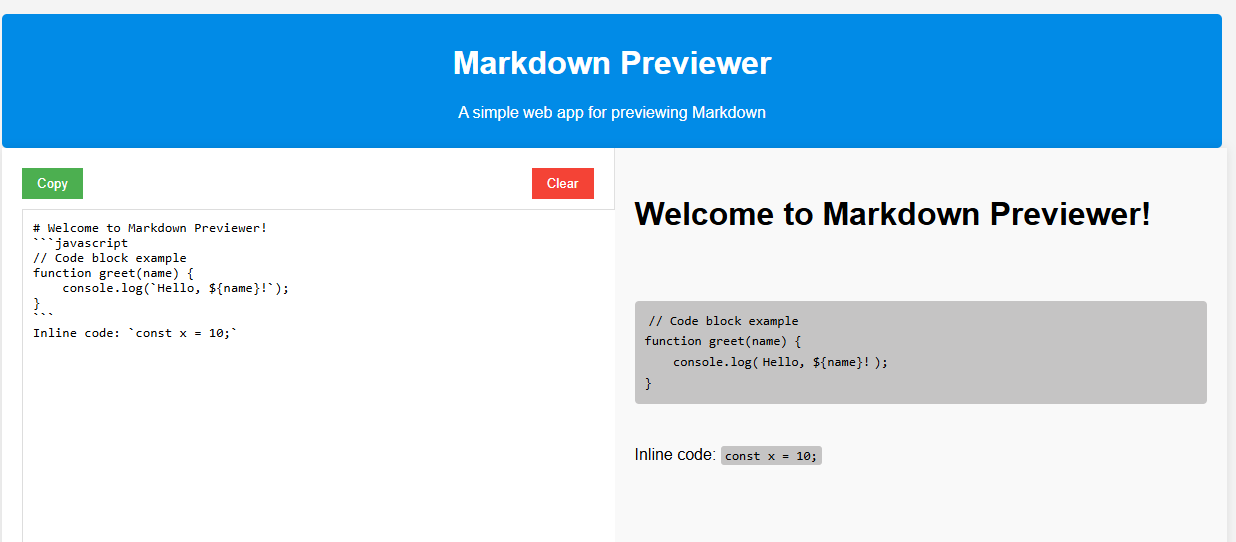 Markdown Previewer
A simple web app for previewing Markdown
Copy
Clear
# Welcome to Markdown Previewer!
```javascript
// Code block example
function greet(name) {
    console.log(`Hello, ${name}!`);
}
```
Inline code: `const x = 10;`
Welcome to Markdown Previewer!
// Code block example
function greet(name) {
    console.log( Hello, ${name}! );
}
Inline code: const x = 10;